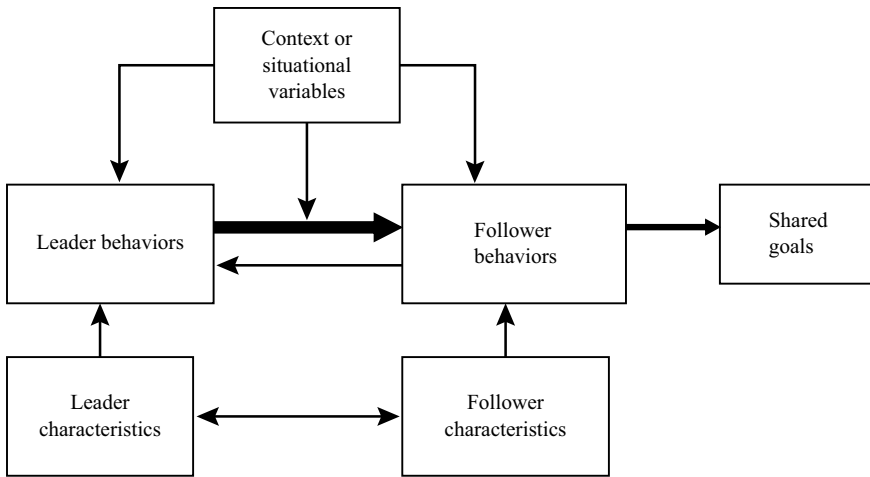 Context or
situational
variables
Leader behaviors
Follower
behaviors
Shared
goals
Leader
characteristics
Follower
characteristics